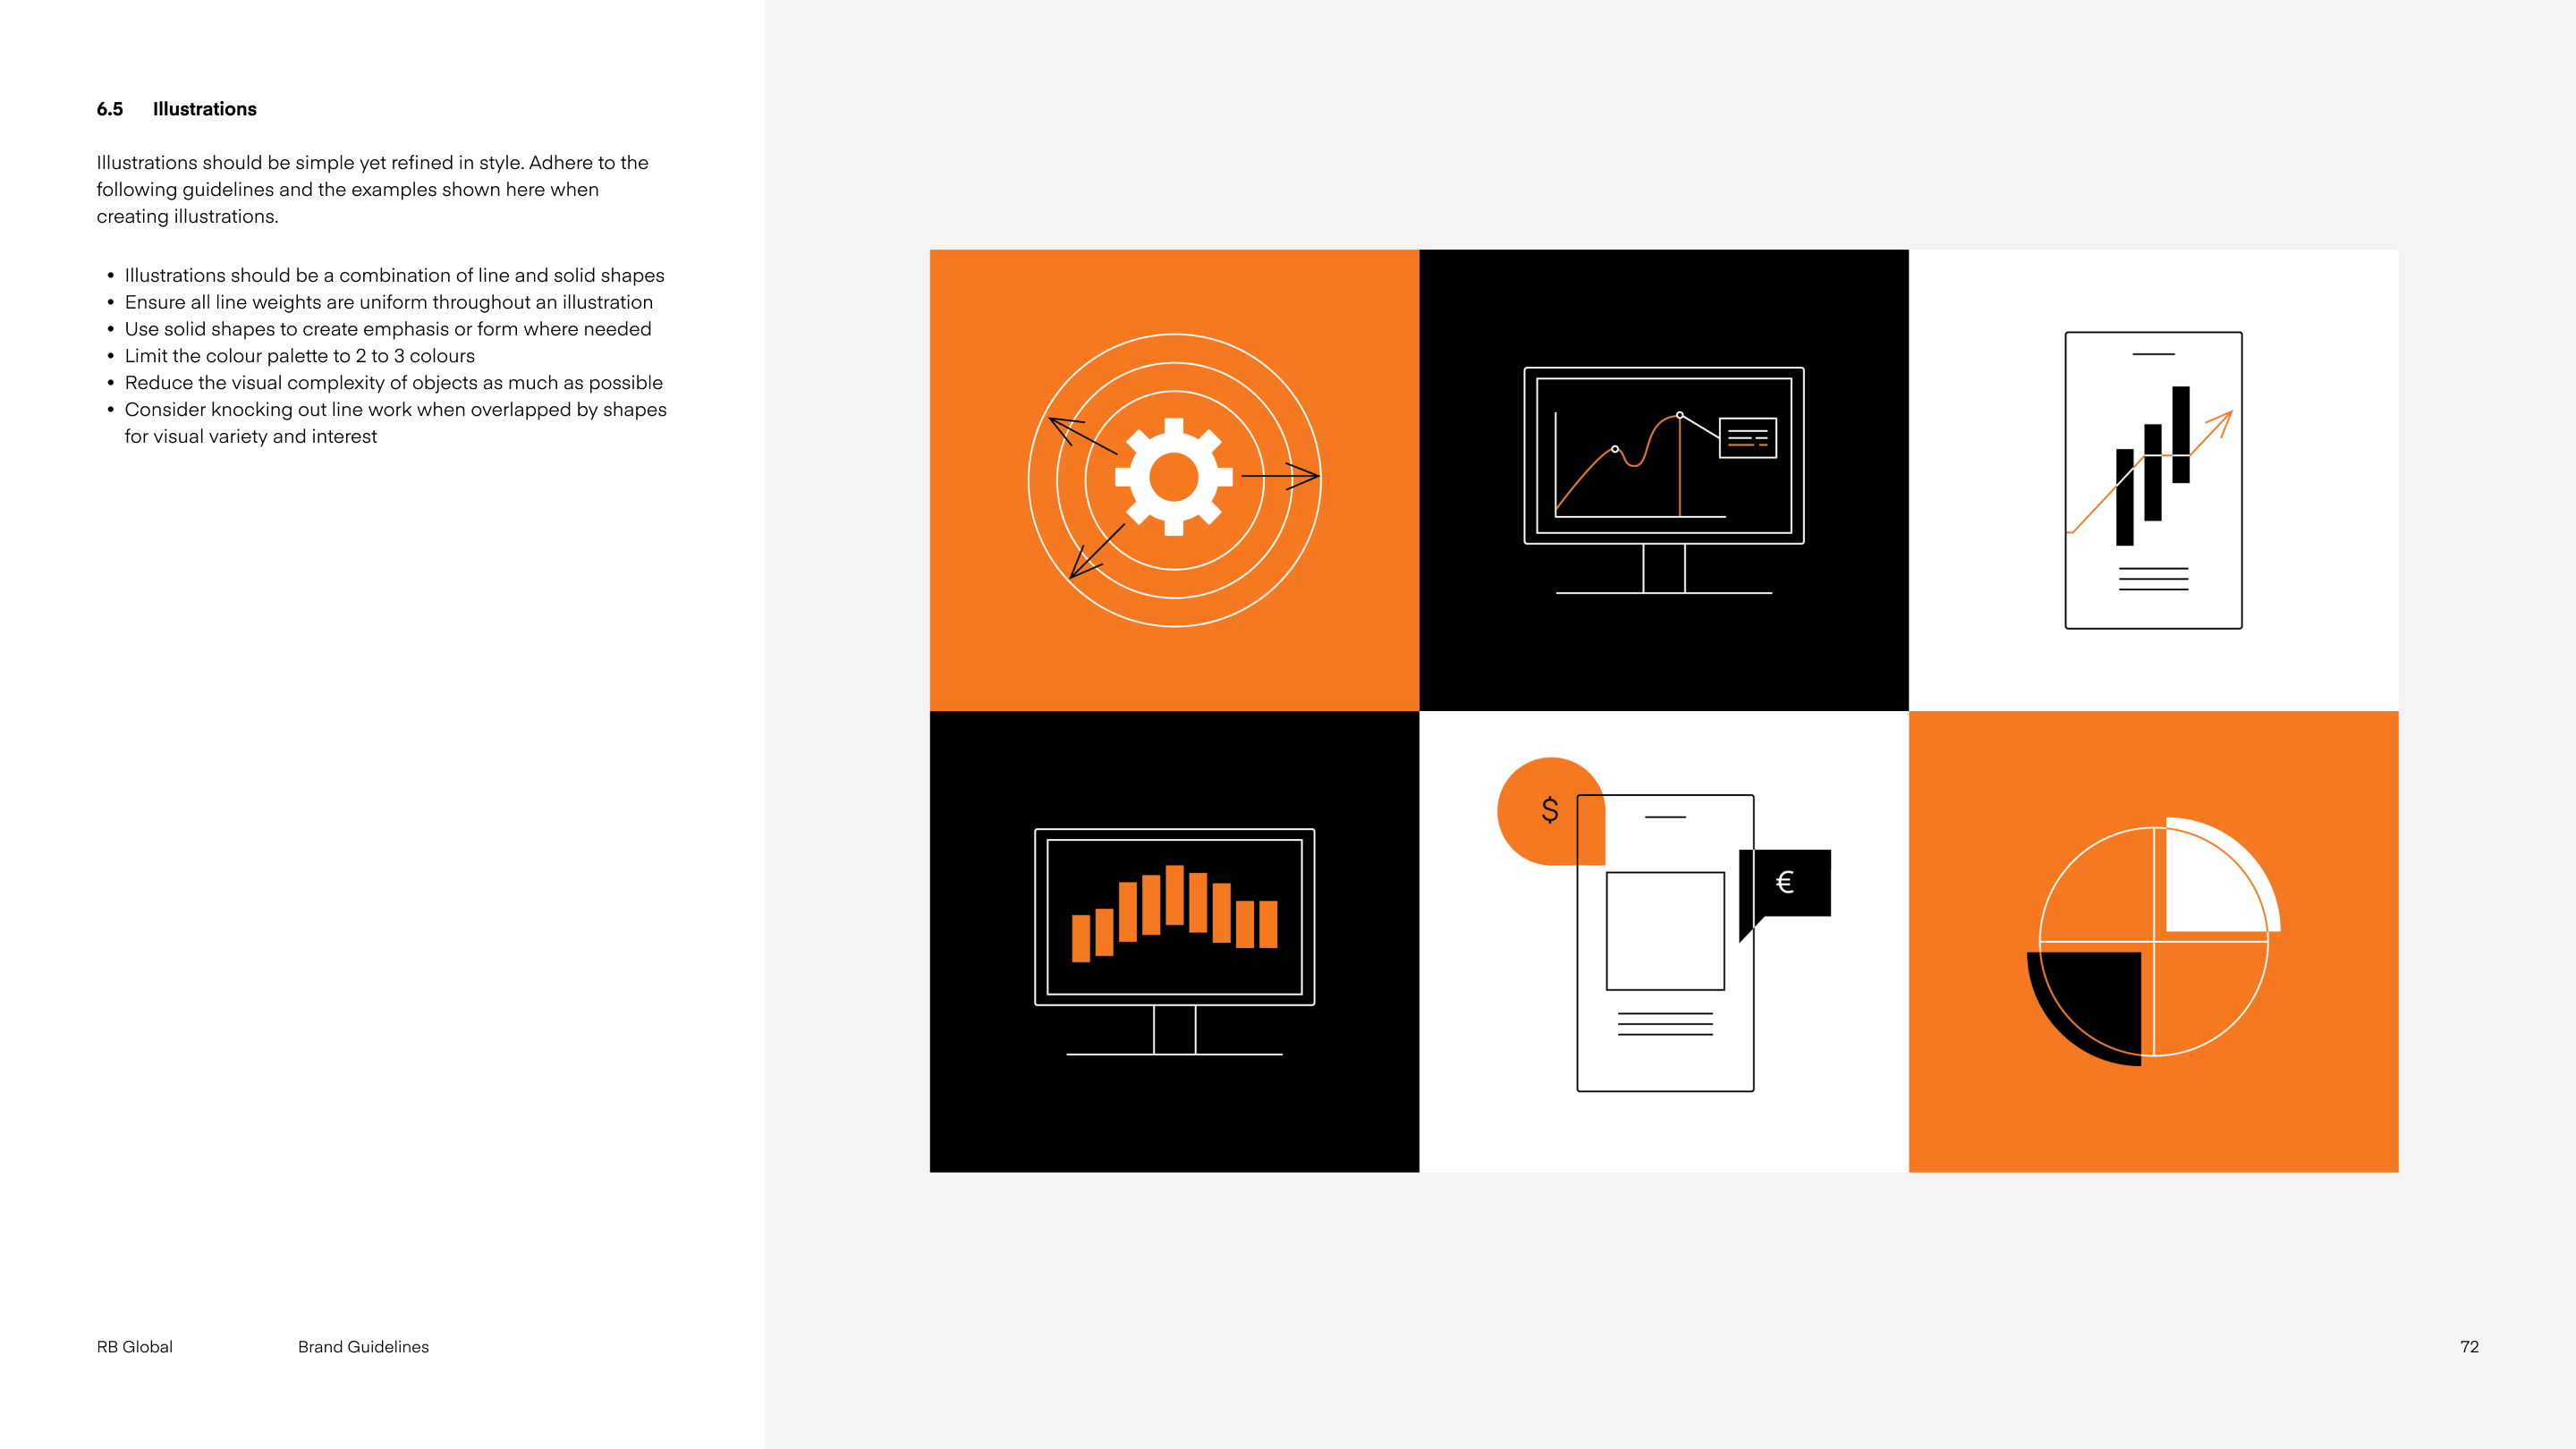 6.5 Illustrations
Illustrations should be simple yet refined in style. Adhere to the
following guidelines and the examples shown here when
creating illustrations.
• Illustrations should be a combination of line and solid shapes
• Ensure all line weights are uniform throughout an illustration
• Use solid shapes to create emphasis or form where needed
• Limit the colour palette to 2 to 3 colours
• Reduce the visual complexity of objects as much as possible
• Consider knocking out line work when overlapped by shapes
for visual variety and interest
$
€
RB Global Brand Guidelines 72